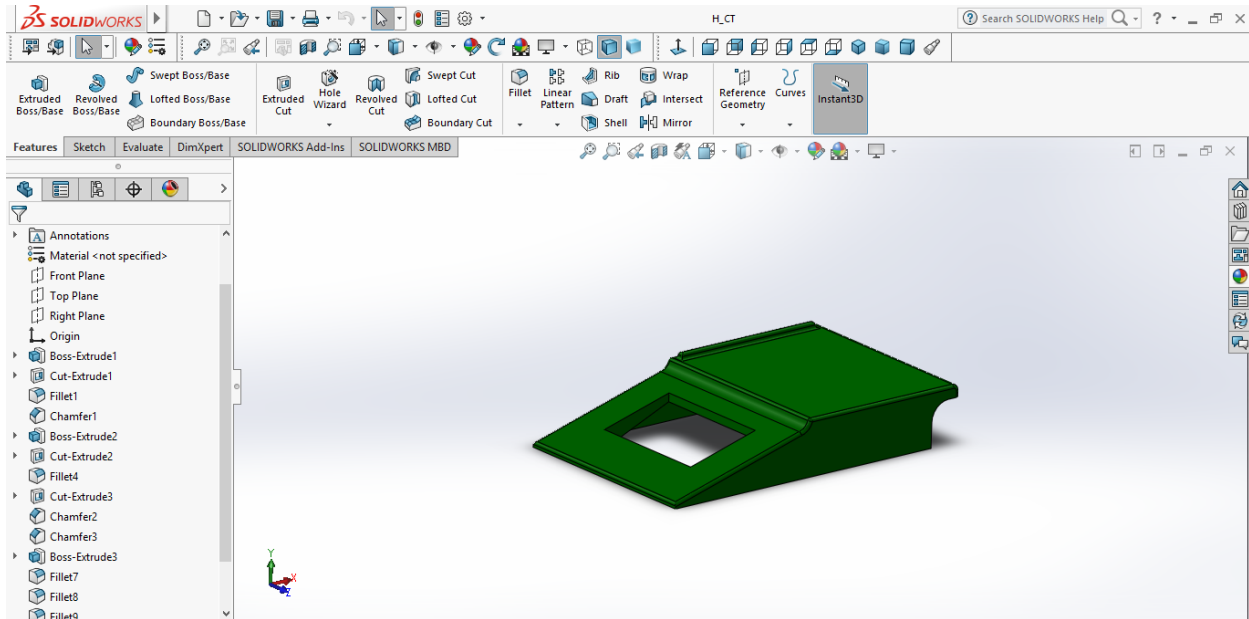 SOLIDWORKS
H_CT
Search SOLIDWORKS Help
?
Extruded Boss/Base
Revolved Boss/Base
Swept Boss/Base
Lofted Boss/Base
Boundary Boss/Base
Extruded Cut
Hole Wizard
Revolved Cut
Swept Cut
Lofted Cut
Boundary Cut
Fillet
Linear Pattern
Rib
Draft
Shell
Wrap
Intersect
Mirror
Reference Geometry
Curves
Instant3D
Features
Sketch
Evaluate
DimXpert
SOLIDWORKS Add-Ins
SOLIDWORKS MBD
Annotations
Material <not specified>
Front Plane
Top Plane
Right Plane
Origin
Boss-Extrude1
Cut-Extrude1
Fillet1
Chamfer1
Boss-Extrude2
Cut-Extrude2
Fillet4
Cut-Extrude3
Chamfer2
Chamfer3
Boss-Extrude3
Fillet7
Fillet8
Fillet9
Y
X
Z